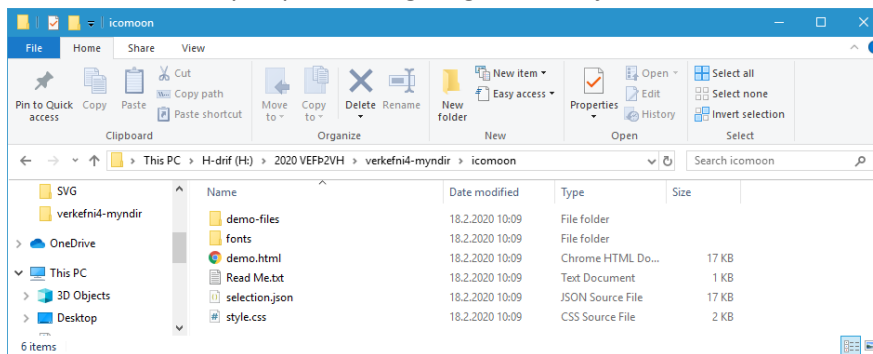 icomoon
File Home Share View
Pin to Quick access
Copy
Paste
Cut
Copy path
Paste shortcut
Clipboard
Move to
Copy to
Delete
Rename
Organize
New folder
New item
Easy access
New
Properties
Open
Edit
History
Open
Select all
Select none
Invert selection
Select
This PC > H-drif (H:) > 2020 VEFÞ2VH > verkefni4-myndir > icomoon
Search icomoon
SVG
verkefni4-myndir
OneDrive
This PC
3D Objects
Desktop
Name Date modified Type Size
demo-files 18.2.2020 10:09 File folder
fonts 18.2.2020 10:09 File folder
demo.html 18.2.2020 10:09 Chrome HTML Do... 17 KB
Read Me.txt 18.2.2020 10:09 Text Document 1 KB
selection.json 18.2.2020 10:09 JSON Source File 17 KB
style.css 18.2.2020 10:09 CSS Source File 2 KB
6 items